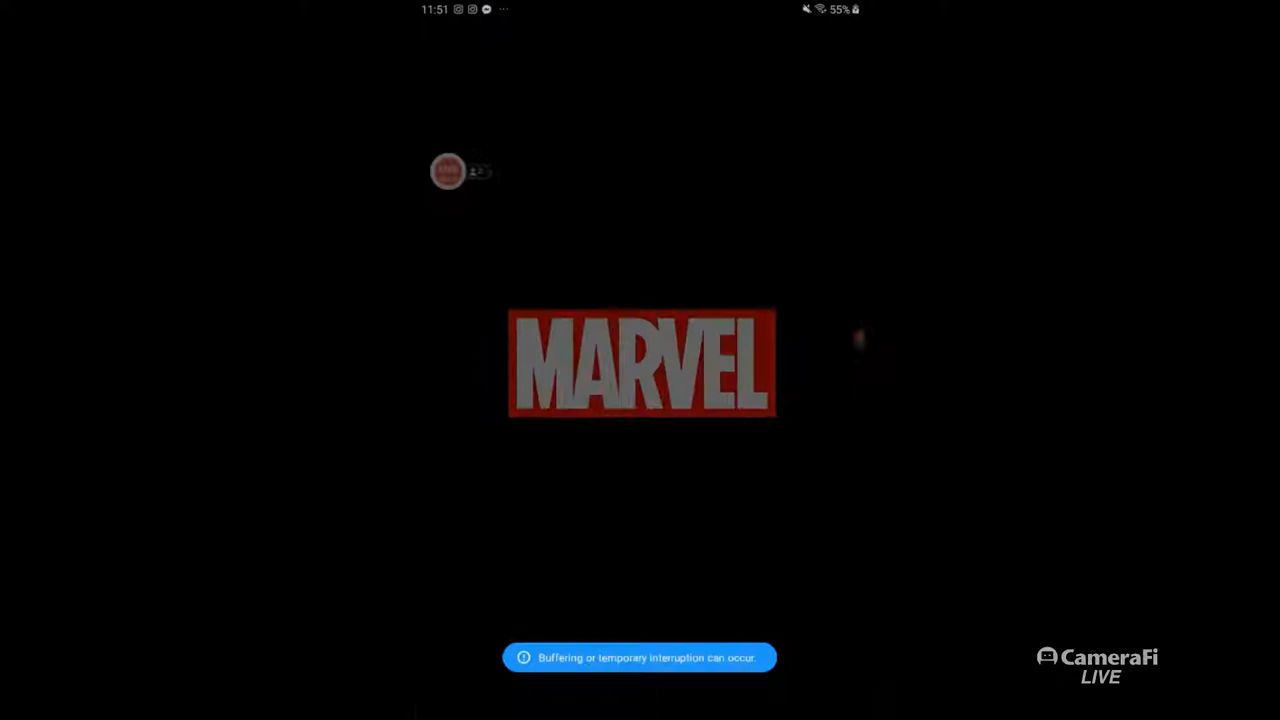 11:51
55%
MARVEL
Buffering or temporary interruption can occur.
CameraFi
LIVE